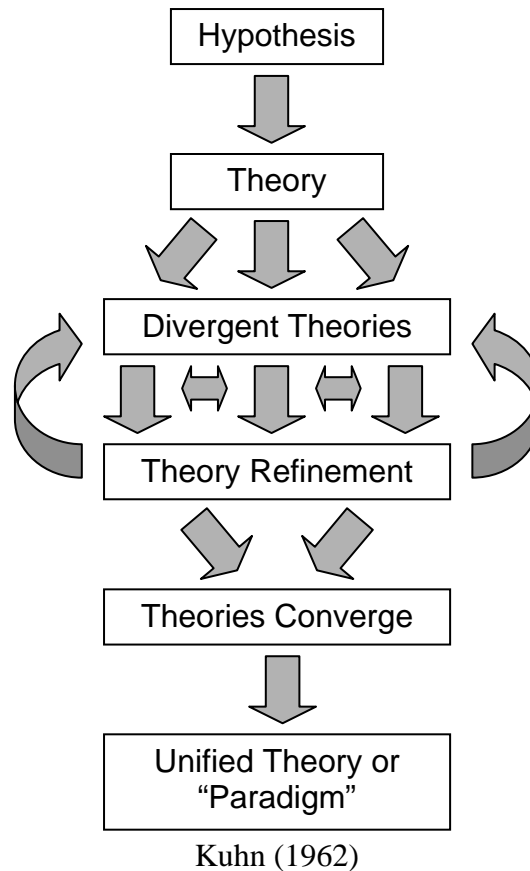 Hypothesis
Theory
Divergent Theories
Theory Refinement
Theories Converge
Unified Theory or
“Paradigm”
Kuhn (1962)